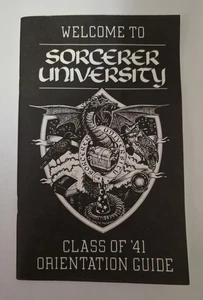 WELCOME TO
SORCERER
UNIVERSITY
CLASS OF '41
ORIENTATION GUIDE